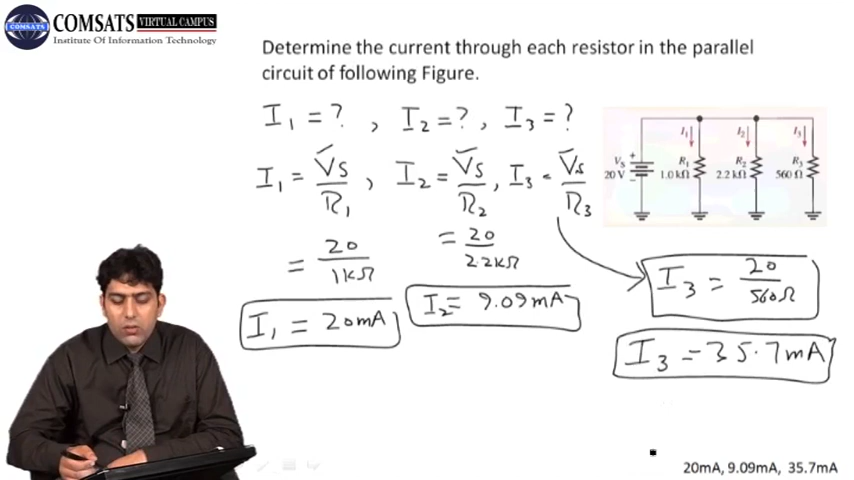 COMSATS VIRTUAL CAMPUS
Institute Of Information Technology
Determine the current through each resistor in the parallel
circuit of following Figure.
I₁ = ? , I₂ = ? , I₃ = ?
I₁ = Vs/R₁ , I₂ = Vs/R₂ , I₃ = Vs/R₃
= 20/1kΩ
= 20/2.2kΩ
I₁ = 20mA
I₂ = 9.09mA
I₁ I₂ I₃
Vs
20 V
R₁
1.0 kΩ
R₂
2.2 kΩ
R₃
560 Ω
I₃ = 20/560Ω
I₃ = 35.7mA
20mA, 9.09mA, 35.7mA